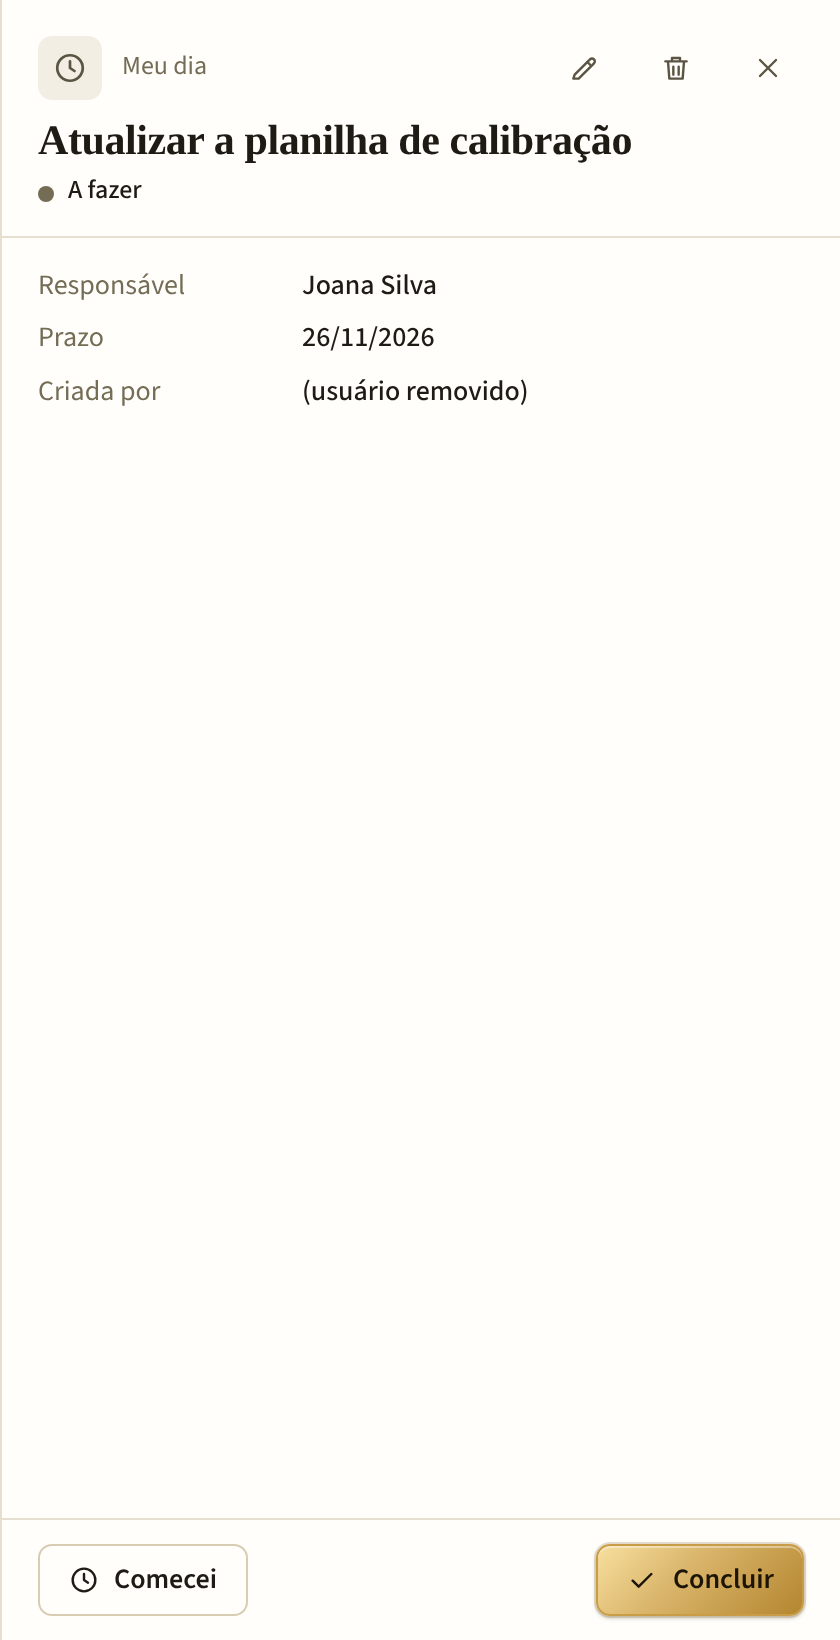 Meu dia
Atualizar a planilha de calibração
A fazer
Responsável Joana Silva
Prazo 26/11/2026
Criada por (usuário removido)
Comecei Concluir